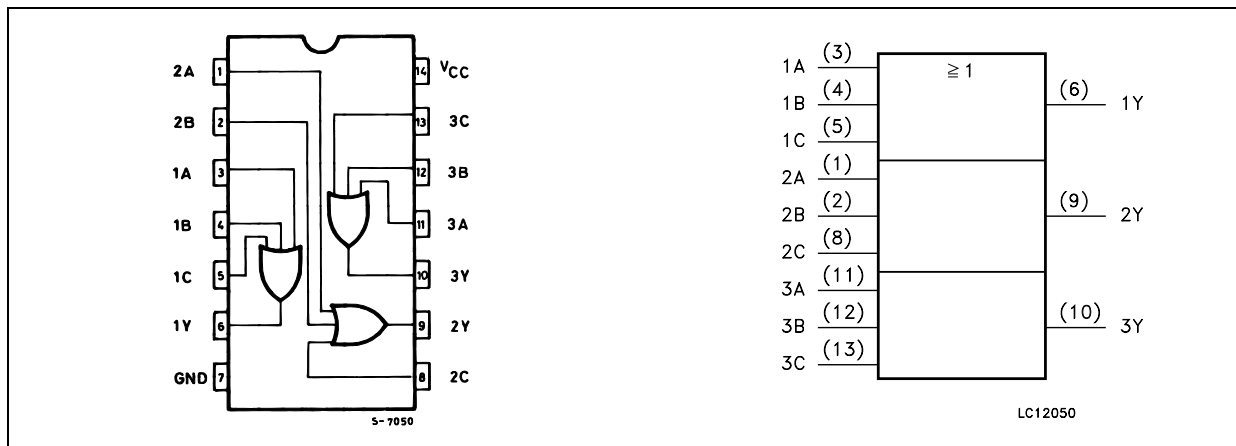 2A 1 14 VCC
2B 2 13 3C
1A 3 12 3B
1B 4 11 3A
1C 5 10 3Y
1Y 6 9 2Y
GND 7 8 2C
S-7050
≧1
1A (3)
1B (4) (6) 1Y
1C (5)
2A (1)
2B (2) (9) 2Y
2C (8)
3A (11)
3B (12) (10) 3Y
3C (13)
LC12050